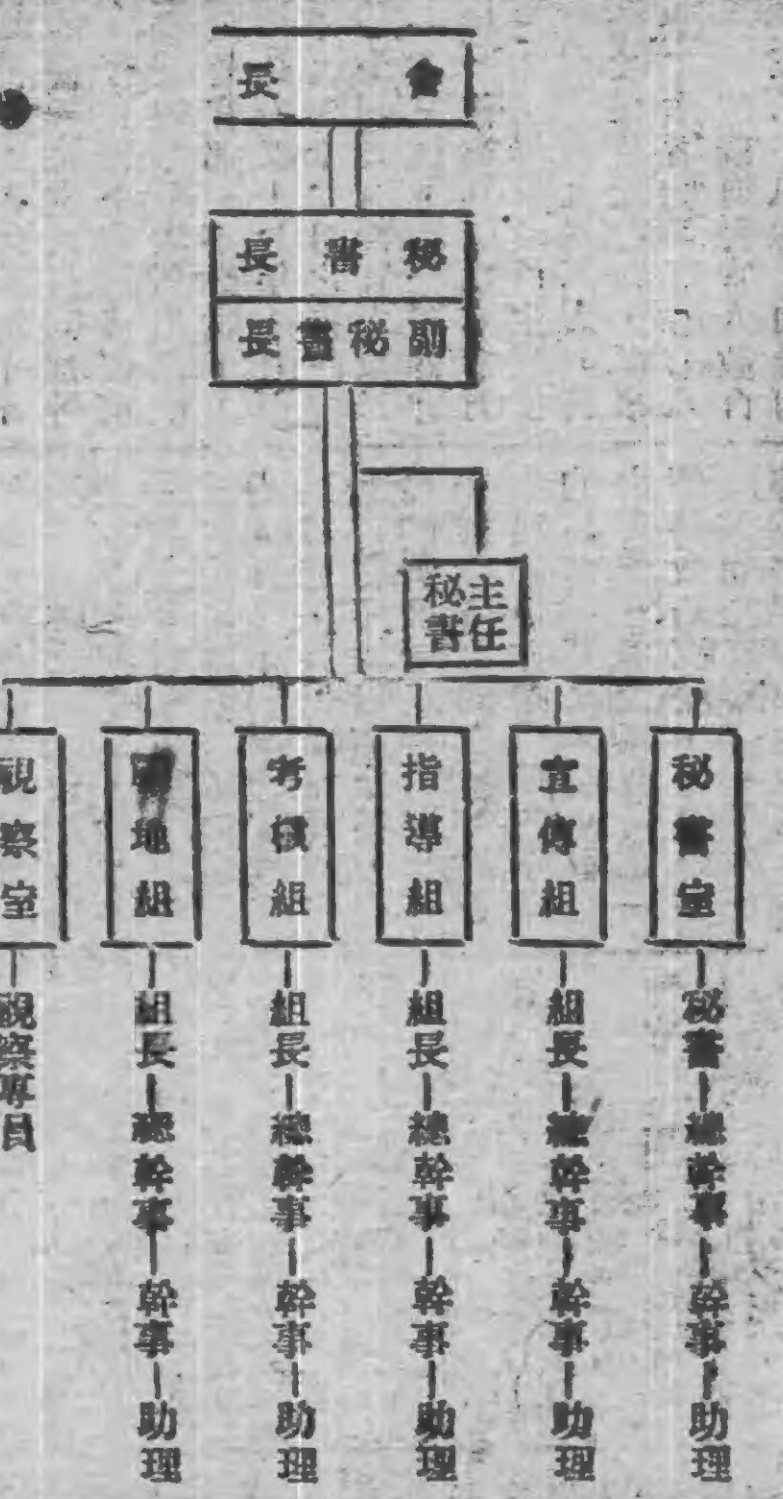 會長
秘書長
副秘書長
主任秘書
秘書室
宣傳組
指導組
考核組
地組
視察室
秘書—總幹事—幹事—助理
組長—總幹事—幹事—助理
組長—總幹事—幹事—助理
組長—總幹事—幹事—助理
組長—總幹事—幹事—助理
視察專員